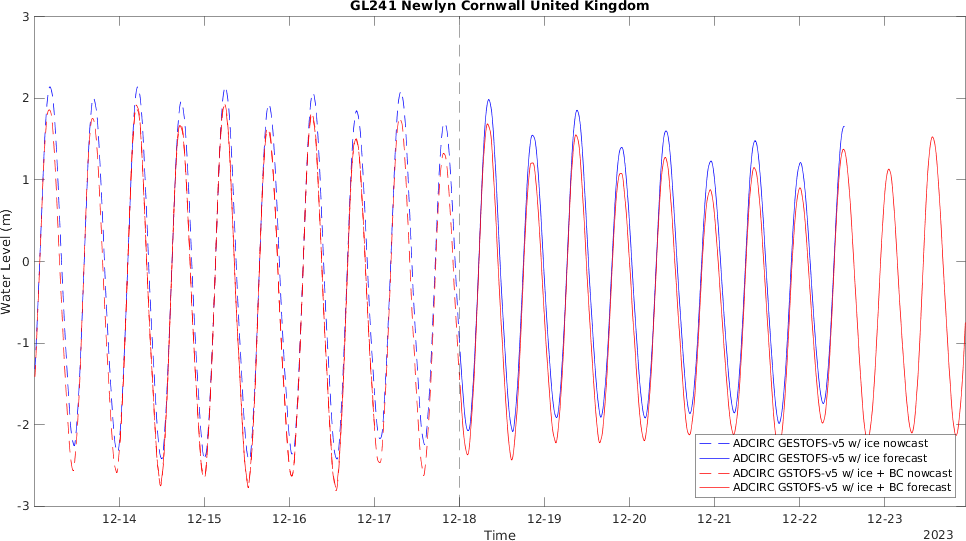 GL241 Newlyn Cornwall United Kingdom
3
2
1
0
-1
-2
-3
Water Level (m)
12-14
12-15
12-16
12-17
12-18
12-19
12-20
12-21
12-22
12-23
Time
2023
ADCIRC GESTOFS-v5 w/ ice nowcast
ADCIRC GESTOFS-v5 w/ ice forecast
ADCIRC GSTOFS-v5 w/ ice + BC nowcast
ADCIRC GSTOFS-v5 w/ ice + BC forecast